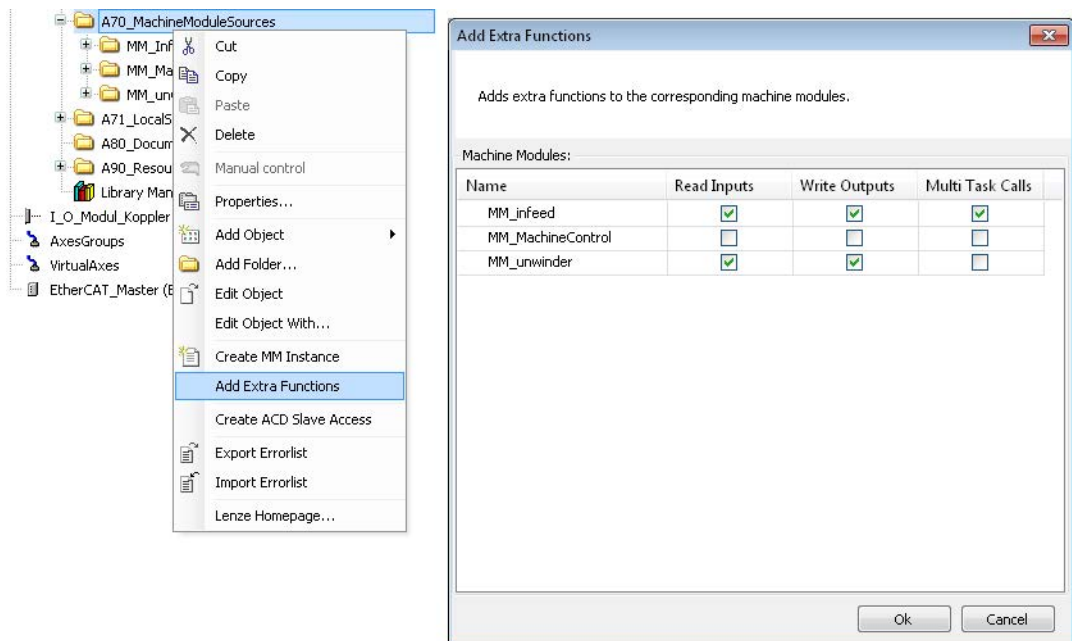 A70_MachineModuleSources
MM_Inf
MM_Ma
MM_un
A71_LocalS
A80_Docum
A90_Resou
Library Man
I_O_Modul_Koppler
AxesGroups
VirtualAxes
EtherCAT_Master (E
Cut
Copy
Paste
Delete
Manual control
Properties...
Add Object
Add Folder...
Edit Object
Edit Object With...
Create MM Instance
Add Extra Functions
Create ACD Slave Access
Export Errorlist
Import Errorlist
Lenze Homepage...
Add Extra Functions
Adds extra functions to the corresponding machine modules.
Machine Modules:
Name Read Inputs Write Outputs Multi Task Calls
MM_infeed
MM_MachineControl
MM_unwinder
Ok Cancel